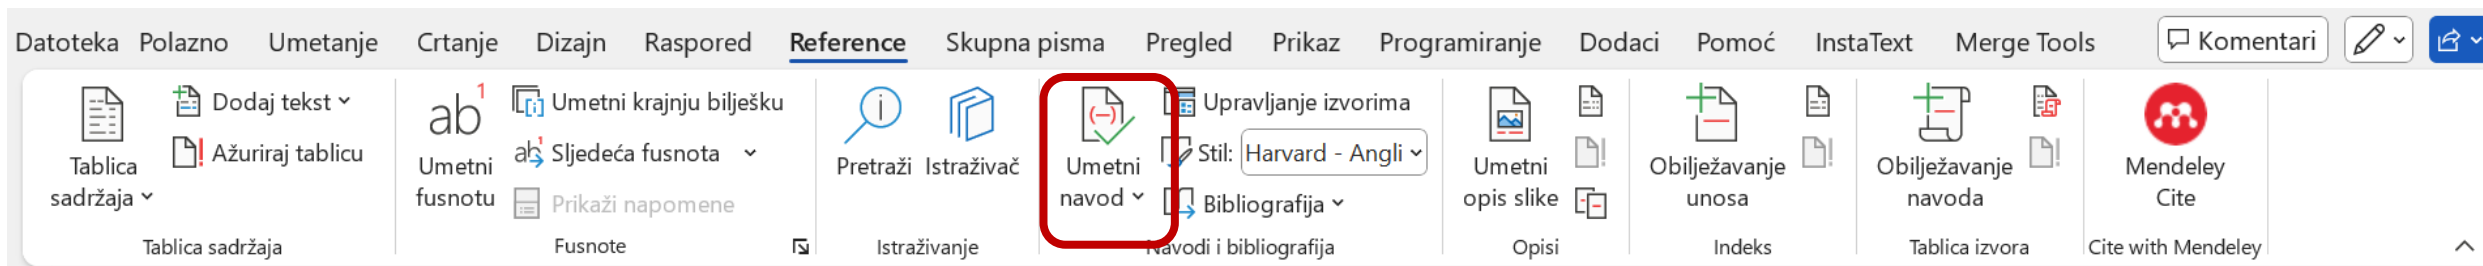 Datoteka Polazno Umetanje Crtanje Dizajn Raspored Reference Skupna pisma Pregled Prikaz Programiranje Dodaci Pomoć InstaText Merge Tools Komentari
Tablica sadržaja
Dodaj tekst
Ažuriraj tablicu
Tablica sadržaja
ab1
Umetni fusnotu
Umetni krajnju bilješku
ab1 Sljedeća fusnota
Prikaži napomene
Fusnote
Pretraži
Istraživač
Istraživanje
Umetni navod
Upravljanje izvorima
Stil: Harvard - Angli
Bibliografija
Navodi i bibliografija
Umetni opis slike
Opisi
Obilježavanje unosa
Indeks
Obilježavanje navoda
Tablica izvora
Mendeley Cite
Cite with Mendeley